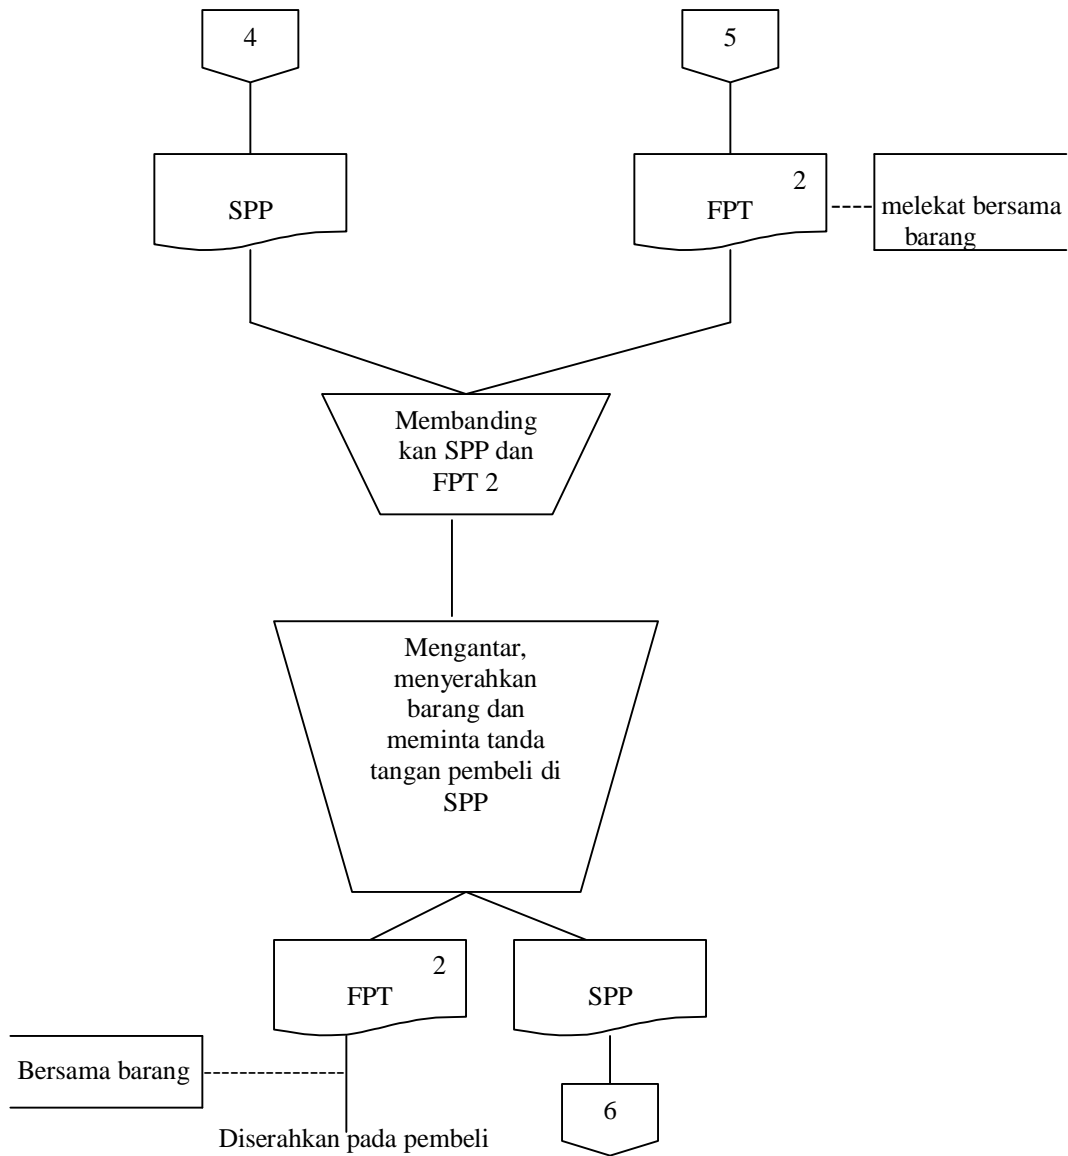 4
5
SPP
2
FPT
melekat bersama
barang
Membanding
kan SPP dan
FPT 2
Mengantar,
menyerahkan
barang dan
meminta tanda
tangan pembeli di
SPP
2
FPT
SPP
Bersama barang
6
Diserahkan pada pembeli